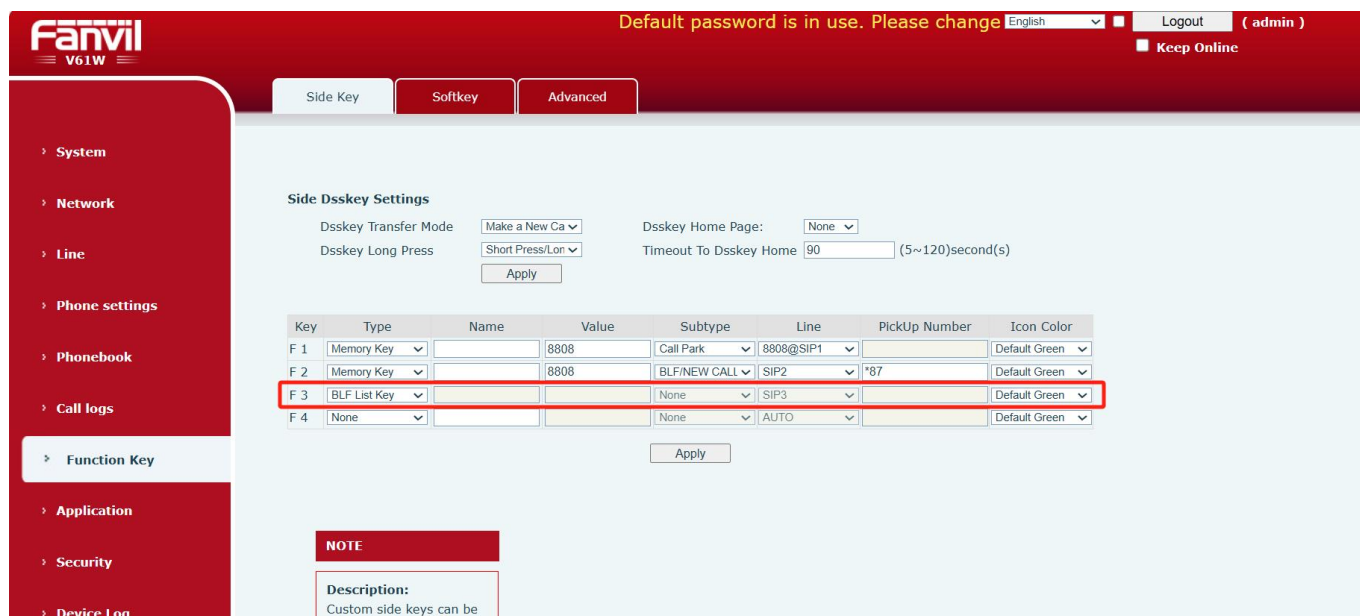 Default password is in use. Please change English Logout ( admin )
Fanvil
V61W
Keep Online
Side Key Softkey Advanced
System
Network
Line
Phone settings
Phonebook
Call logs
Function Key
Application
Security
Device Log
Side Dsskey Settings
Dsskey Transfer Mode Make a New Ca Dsskey Home Page: None
Dsskey Long Press Short Press/Lon Timeout To Dsskey Home 90 (5~120)second(s)
Apply
Key Type Name Value Subtype Line PickUp Number Icon Color
F 1 Memory Key 8808 Call Park 8808@SIP1 Default Green
F 2 Memory Key 8808 BLF/NEW CALL SIP2 *87 Default Green
F 3 BLF List Key None SIP3 Default Green
F 4 None None AUTO Default Green
Apply
NOTE
Description:
Custom side keys can be